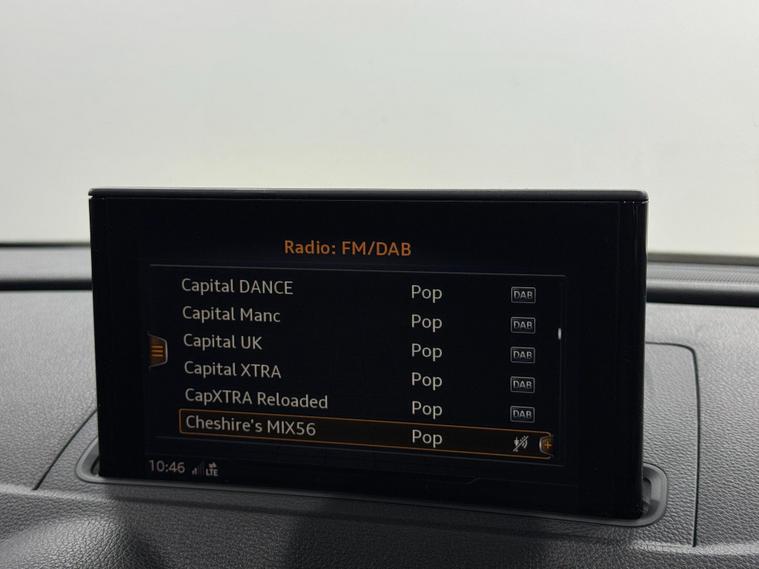 Radio: FM/DAB
Capital DANCE Pop DAB
Capital Manc Pop DAB
Capital UK Pop DAB
Capital XTRA Pop DAB
CapXTRA Reloaded Pop DAB
Cheshire's MIX56 Pop
10:46 LTE